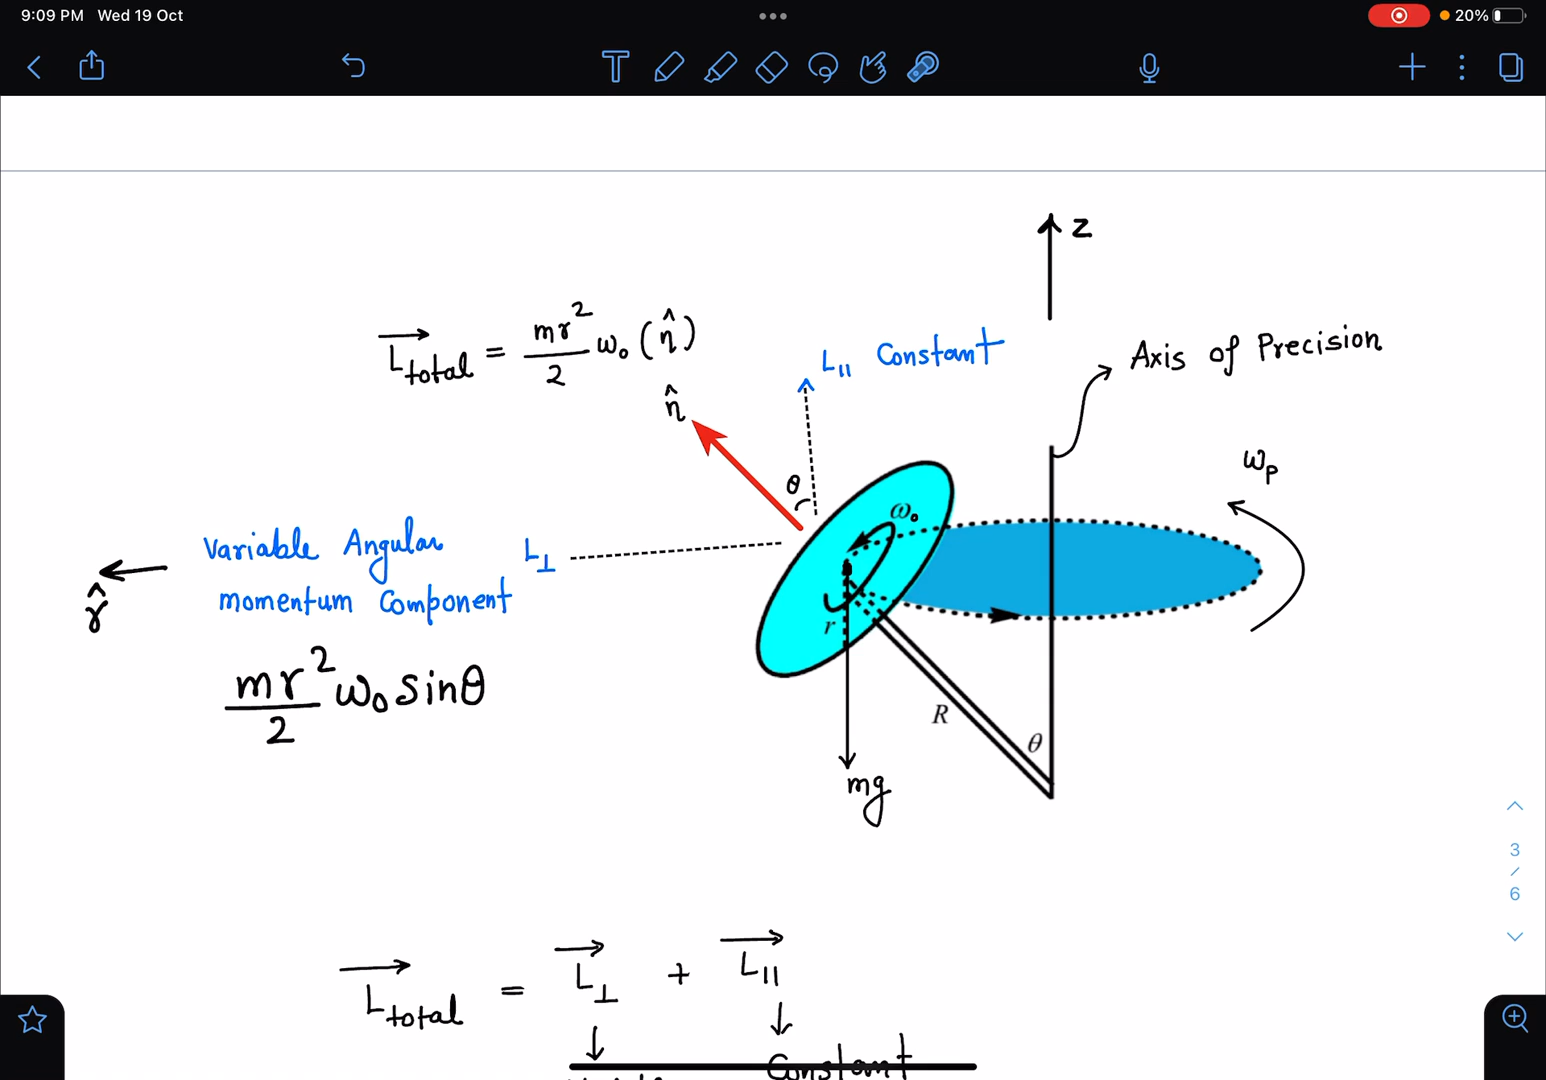 9:09 PM Wed 19 Oct
20%
z
L total = mr²/2 ω₀ (n̂)
L∥ Constant
Axis of Precision
n̂
θ
ωp
ω₀
Variable Angular
momentum Component
L⊥
r̂
r
mr²/2 ω₀ sinθ
R
θ
mg
3
/
6
L total = L⊥ + L∥
Constant